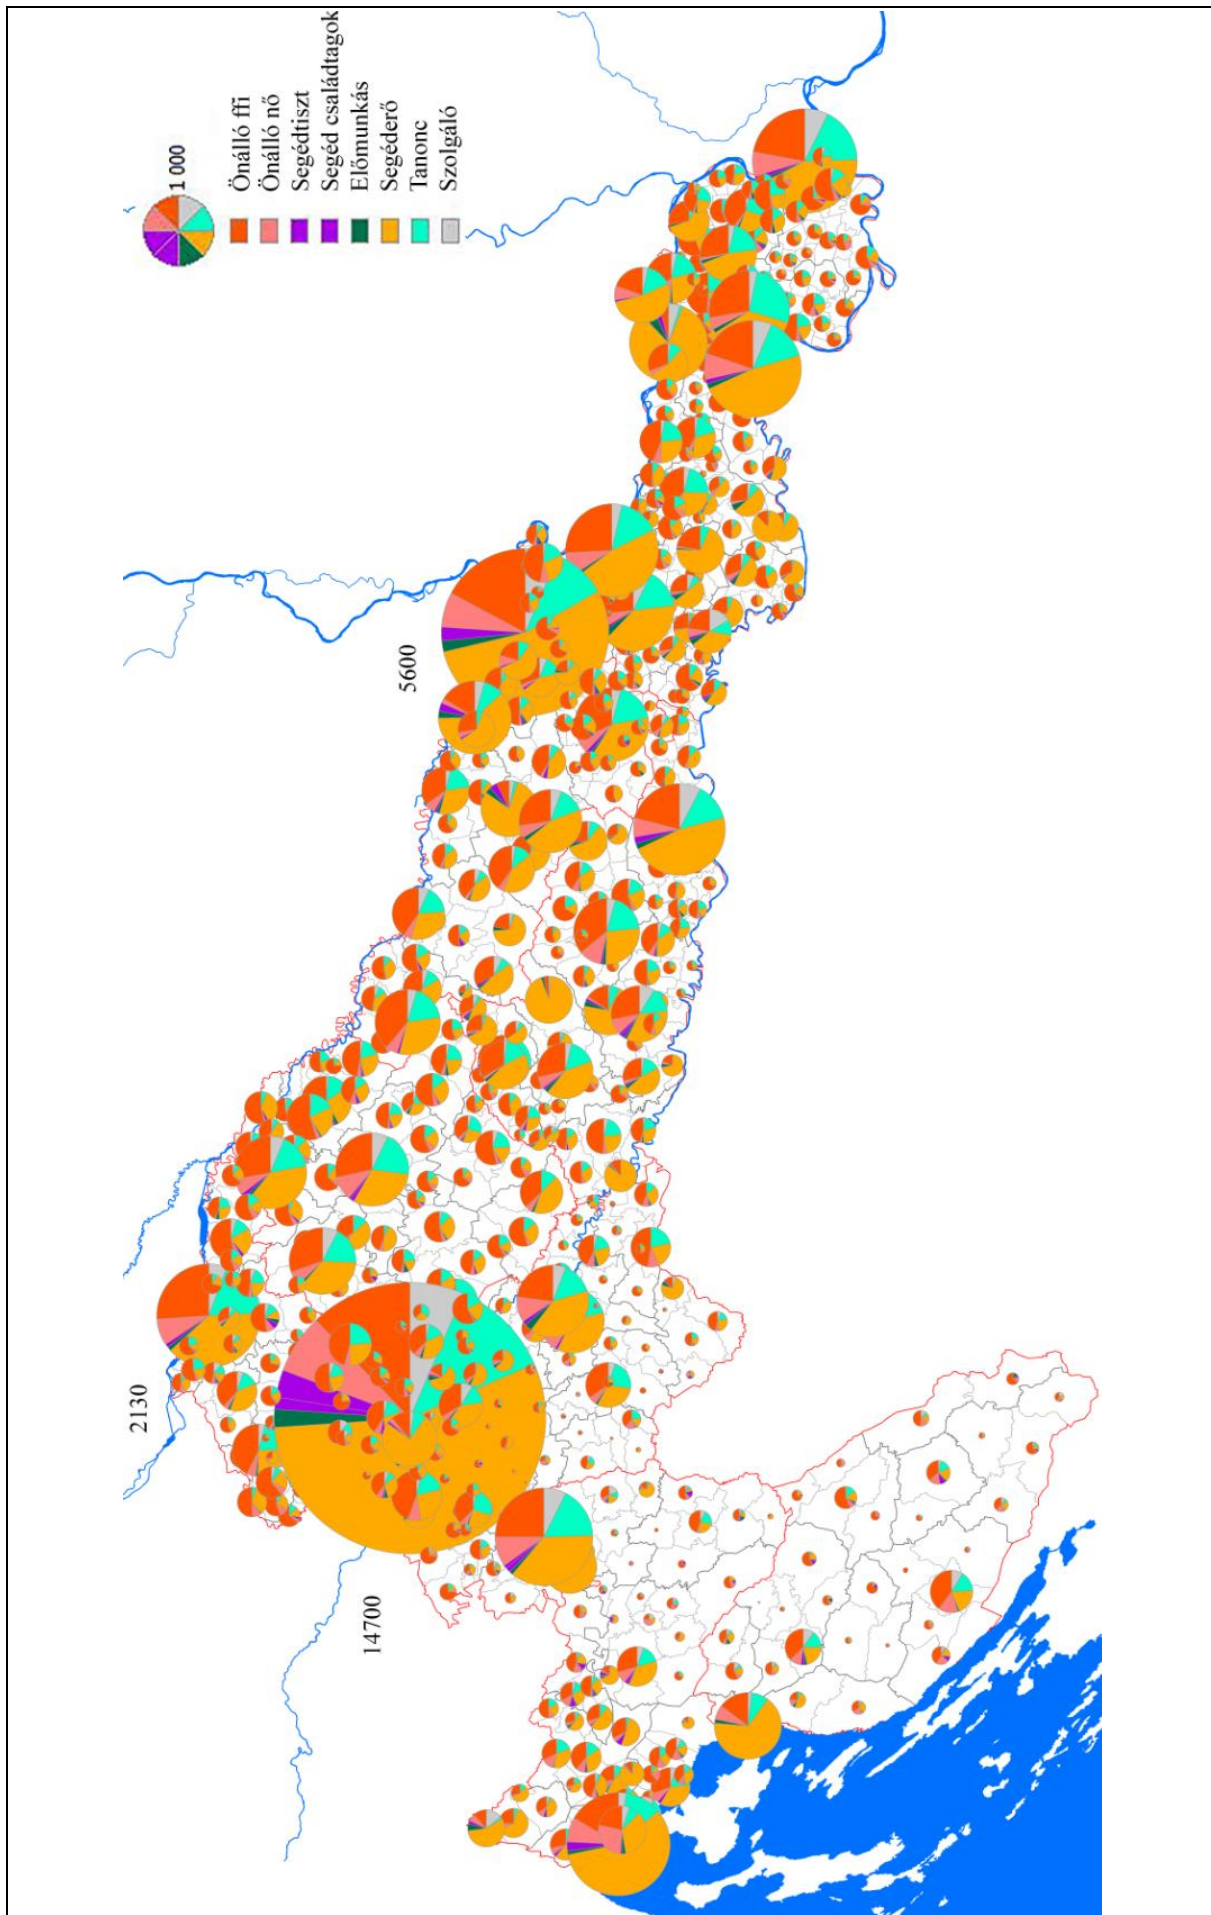 1 000
Önálló ffi
Önálló nő
Segédtiszt
Segéd családtagok
Előmunkás
Segéderő
Tanonc
Szolgáló
5600
2130
14700